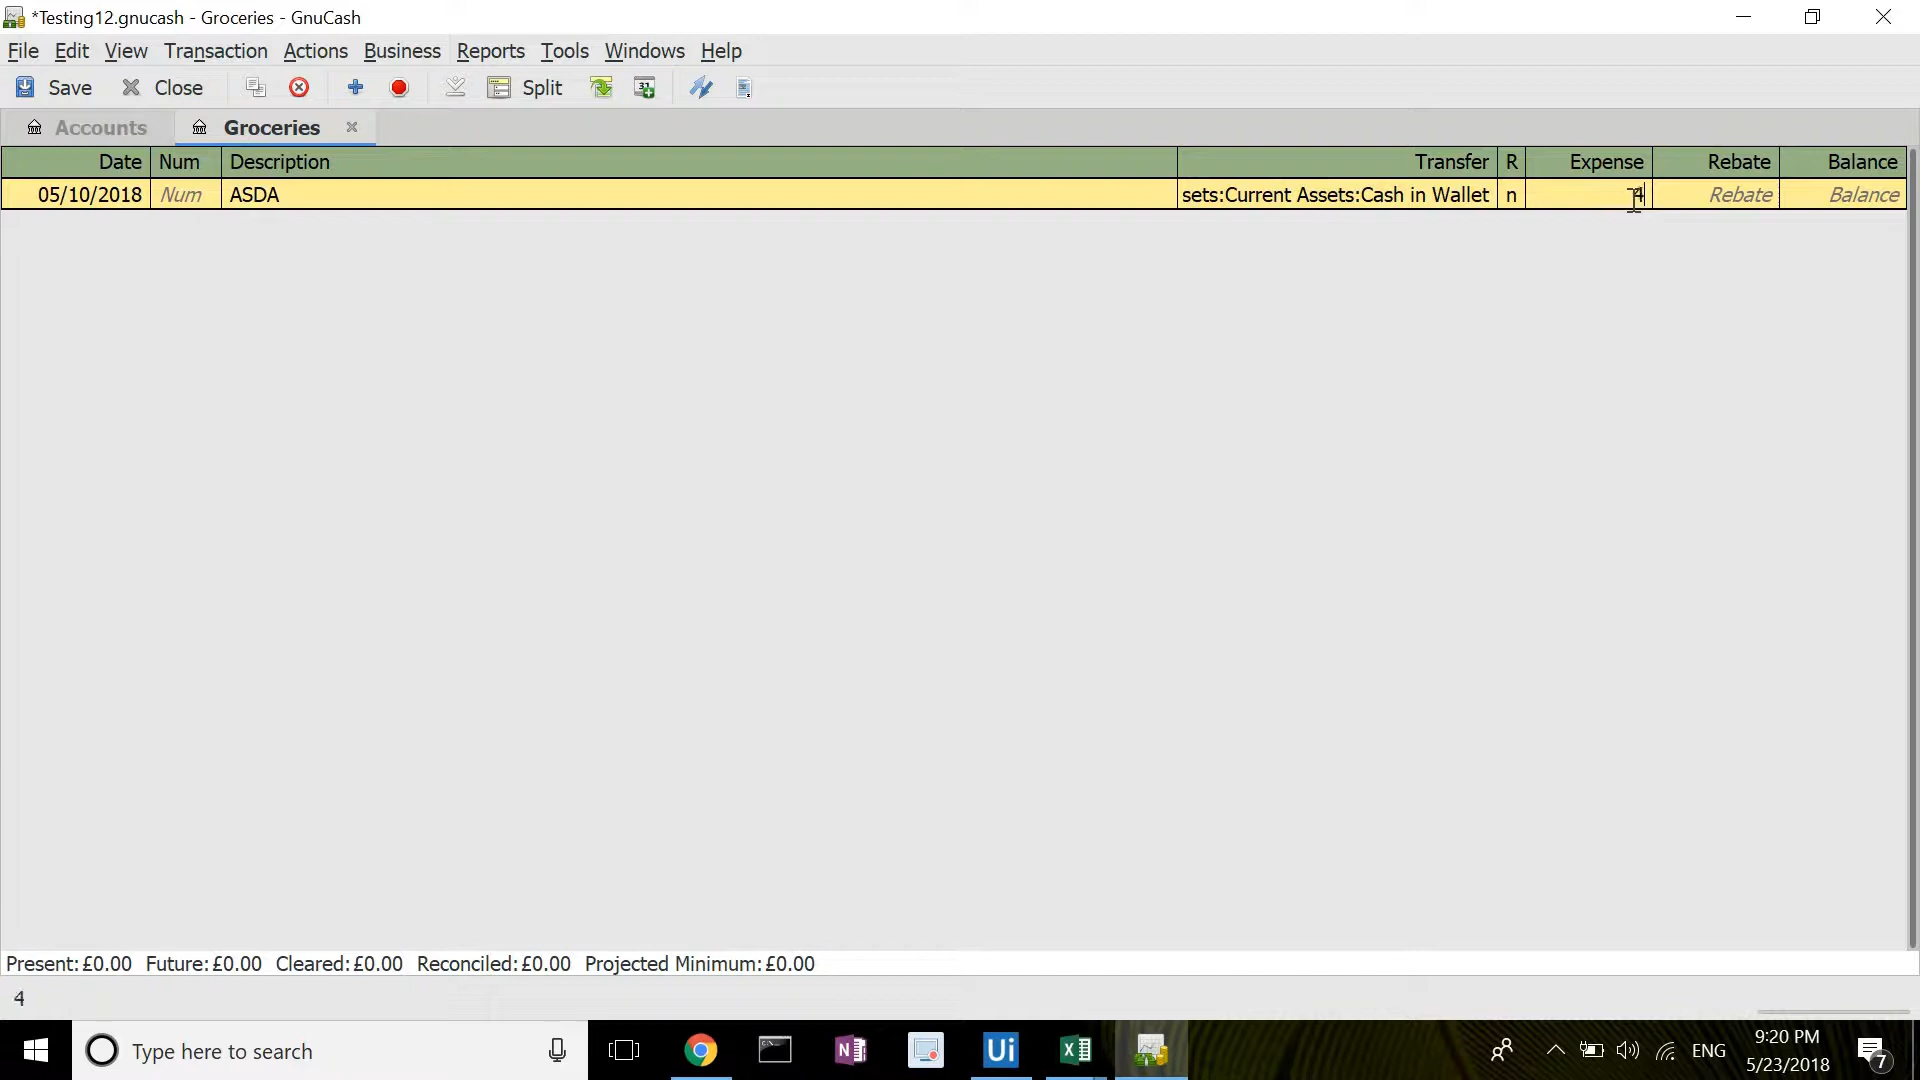 *Testing12.gnucash - Groceries - GnuCash
File Edit View Transaction Actions Business Reports Tools Windows Help
Save Close 31 Split
Accounts Groceries
Date Num Description Transfer R Expense Rebate Balance
05/10/2018 Num ASDA sets:Current Assets:Cash in Wallet n 4 Rebate Balance
Present:£0.00 Future:£0.00 Cleared:£0.00 Reconciled:£0.00 Projected Minimum:£0.00
4
Type here to search Ui ENG 9:20 PM
5/23/2018 7